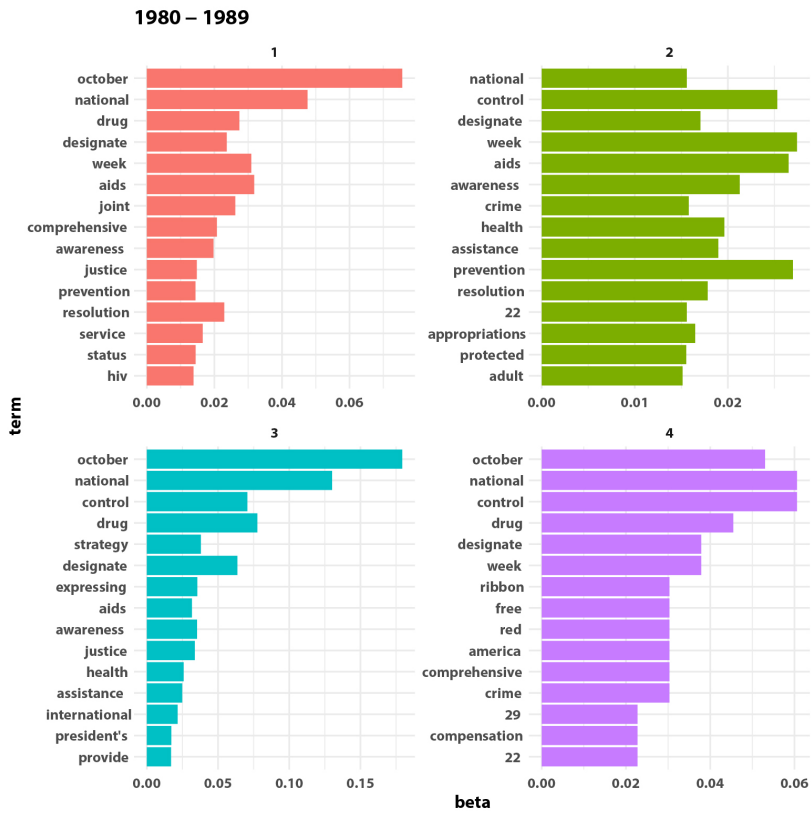 1980 – 1989
1
october
national
drug
designate
week
aids
joint
comprehensive
awareness
justice
prevention
resolution
service
status
hiv
0.00 0.02 0.04 0.06
2
national
control
designate
week
aids
awareness
crime
health
assistance
prevention
resolution
22
appropriations
protected
adult
0.00 0.01 0.02
term
3
october
national
control
drug
strategy
designate
expressing
aids
awareness
justice
health
assistance
international
president's
provide
0.00 0.05 0.10 0.15
4
october
national
control
drug
designate
week
ribbon
free
red
america
comprehensive
crime
29
compensation
22
0.00 0.02 0.04 0.06
beta